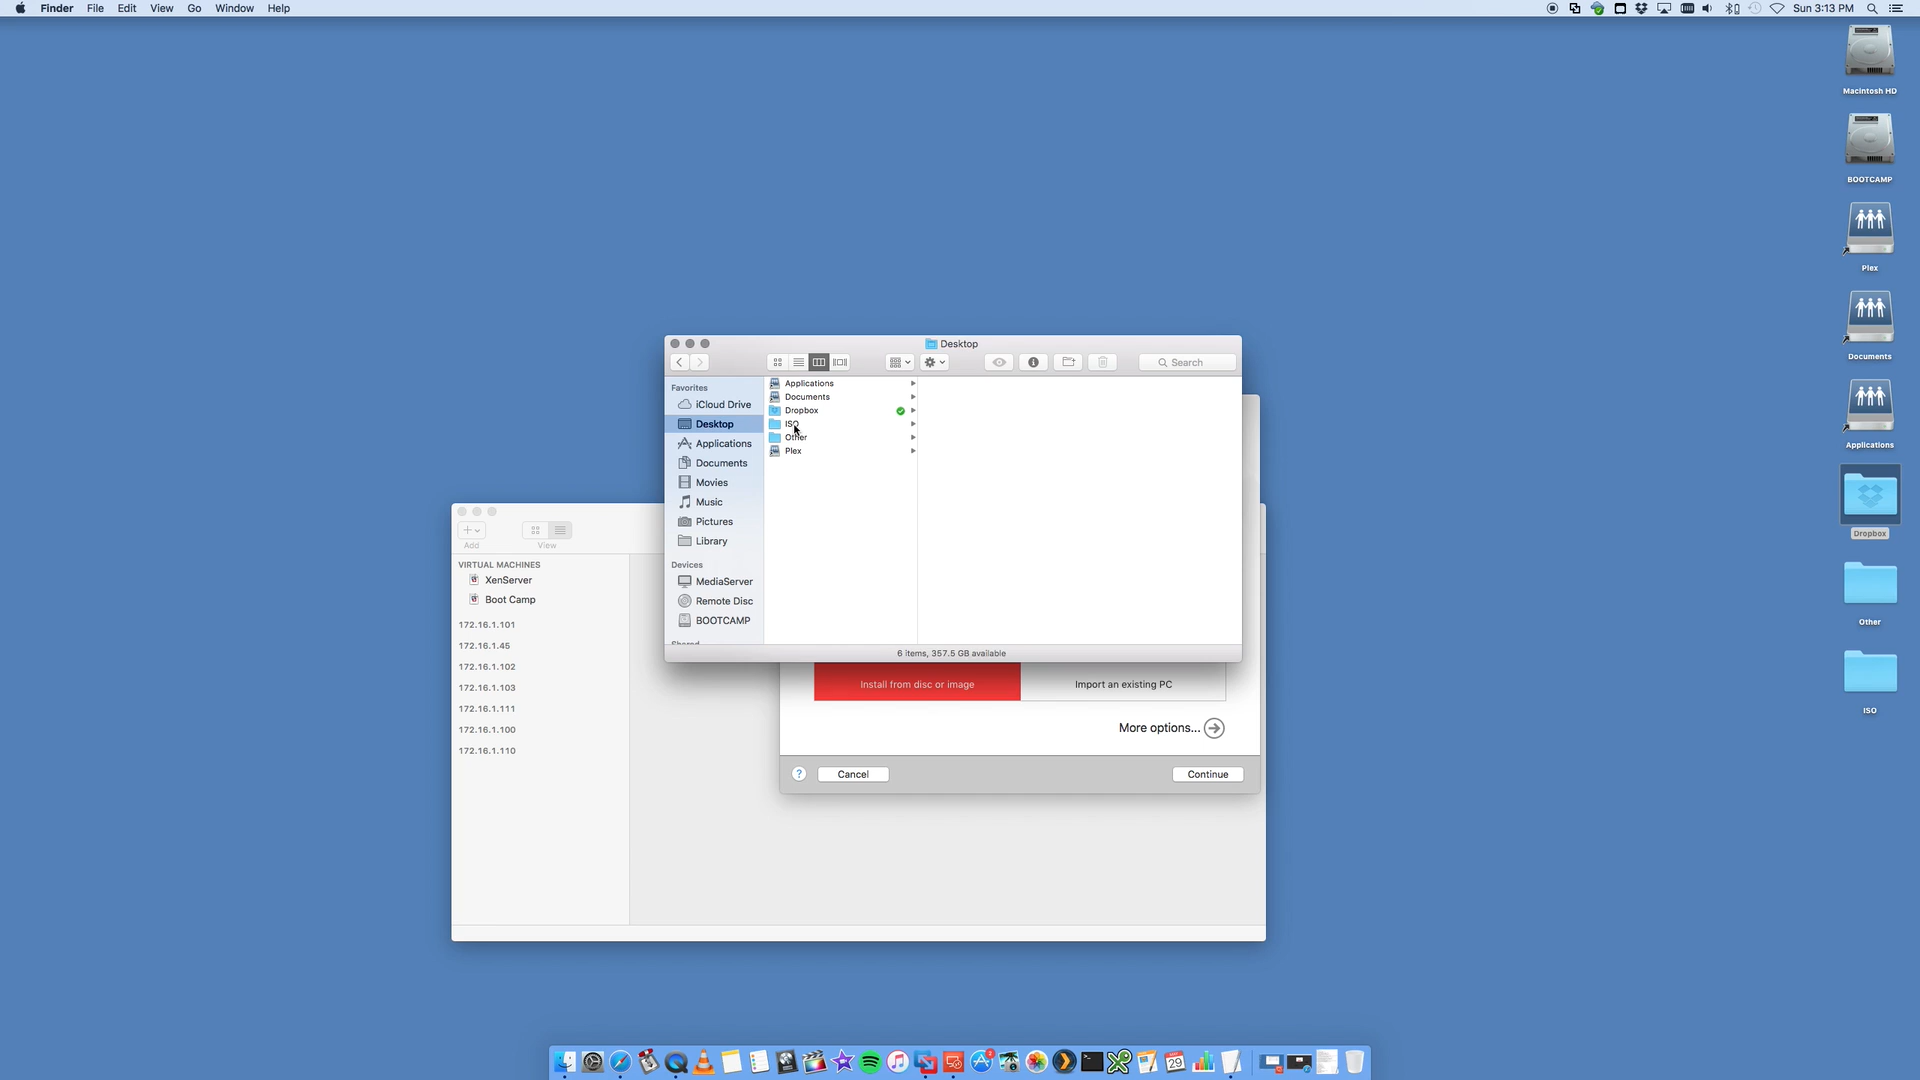 Finder File Edit View Go Window Help
Sun 3:13 PM
Macintosh HD
BOOTCAMP
Plex
Documents
Applications
Dropbox
Other
ISO
Desktop
Search
Favorites
iCloud Drive
Desktop
Applications
Documents
Movies
Music
Pictures
Library
Devices
MediaServer
Remote Disc
BOOTCAMP
Applications
Documents
Dropbox
ISO
Other
Plex
6 items, 357.5 GB available
Add
View
VIRTUAL MACHINES
XenServer
Boot Camp
172.16.1.101
172.16.1.45
172.16.1.102
172.16.1.103
172.16.1.111
172.16.1.100
172.16.1.110
Install from disc or image
Import an existing PC
More options...
?
Cancel
Continue
29